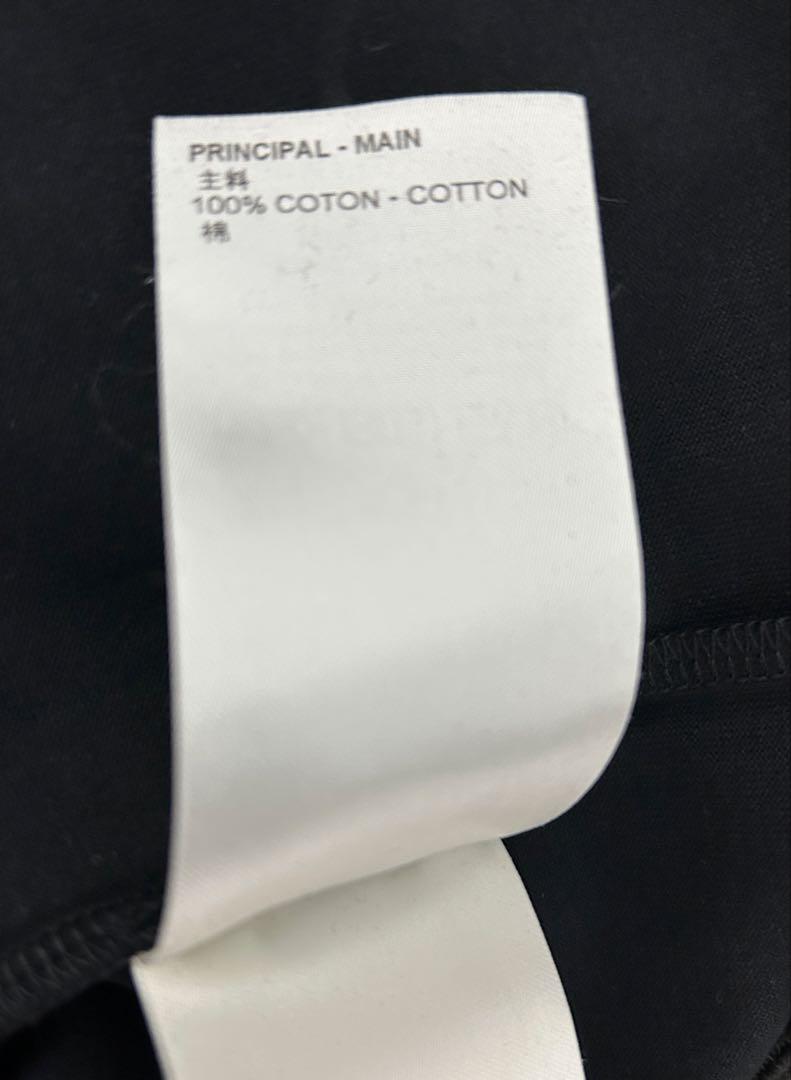 PRINCIPAL - MAIN
主料
100% COTON - COTTON
棉